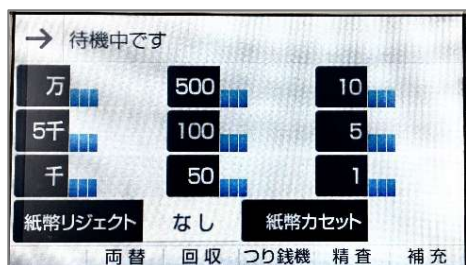 → 待機中です
万 500 10
5千 100 5
千 50 1
紙幣リジェクト なし 紙幣カセット
両替 回収 つり銭機 精査 補充